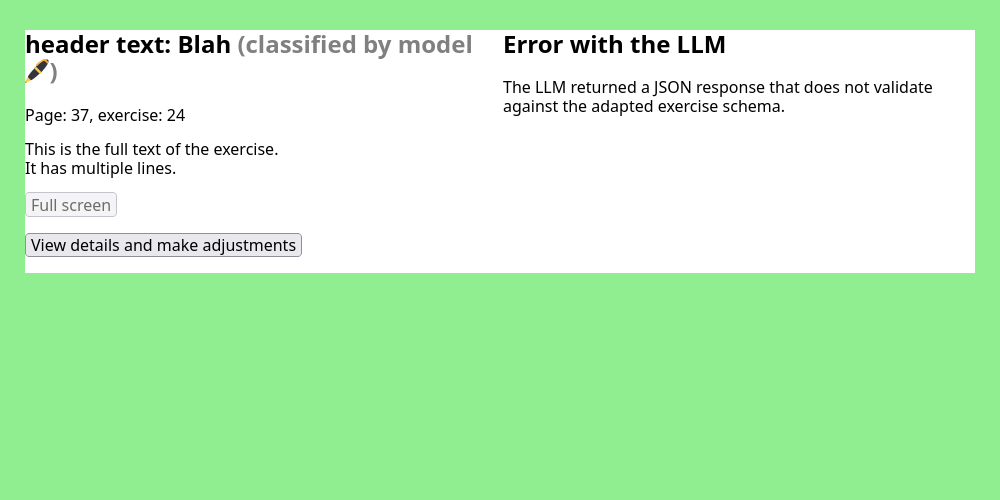 header text: Blah (classified by model
🖋️)
Page: 37, exercise: 24
This is the full text of the exercise.
It has multiple lines.
Full screen
View details and make adjustments
Error with the LLM
The LLM returned a JSON response that does not validate
against the adapted exercise schema.